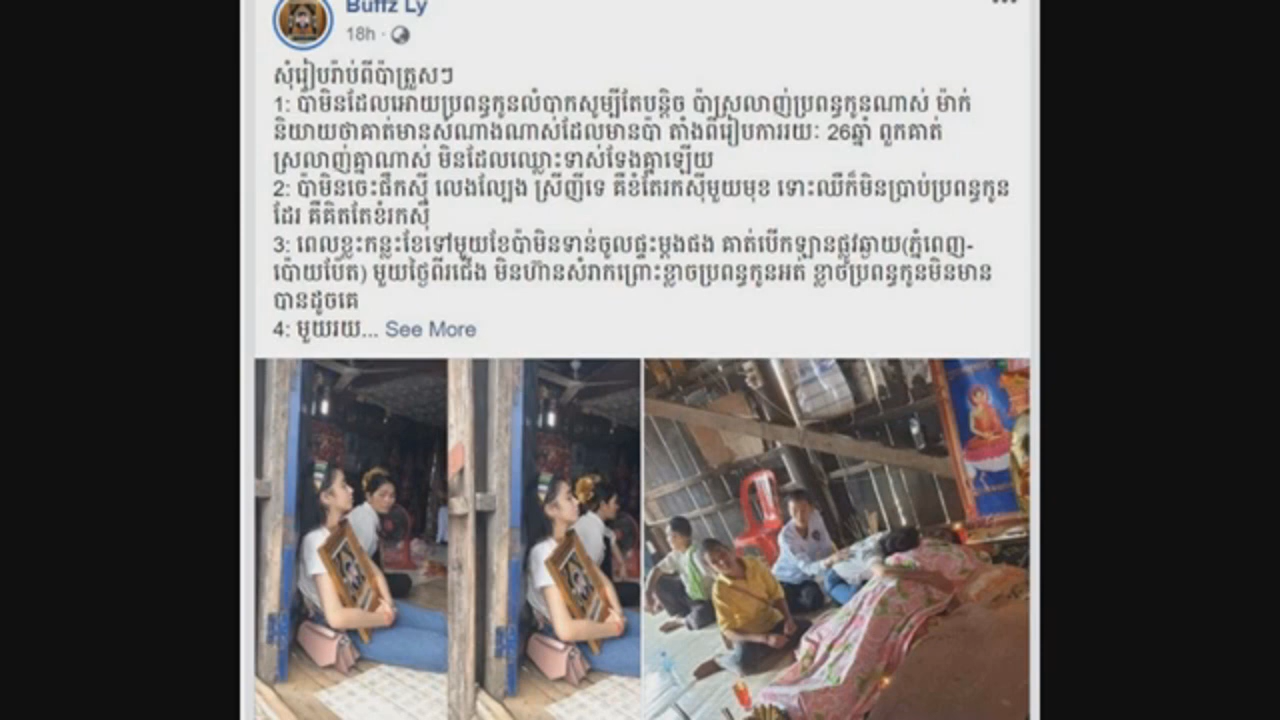 Buffz Ly
18h ·
សុំរៀបរាប់ពីប៉ាត្រួសៗ
1: ប៉ាមិនដែលអោយប្រពន្ធកូនលំបាកសូម្បីតែបន្តិច ប៉ាស្រលាញ់ប្រពន្ធកូនណាស់ ម៉ាក់
និយាយថាគាត់មានសំណាងណាស់ដែលមានប៉ា តាំងពីរៀបការរយៈ 26ឆ្នាំ ពួកគាត់
ស្រលាញ់គ្នាណាស់ មិនដែលឈ្លោះទាស់ទែងគ្នាឡើយ
2: ប៉ាមិនចេះផឹកស៊ី លេងល្បែង ស្រីញីទេ គឺខំតែរកស៊ីមួយមុខ ទោះឈឺក៏មិនប្រាប់ប្រពន្ធកូន
ដែរ គឺគិតតែខំរកស៊ី
3: ពេលខ្លះកន្លះខែទៅមួយខែប៉ាមិនទាន់ចូលផ្ទះម្ដងផង គាត់បើកឡានផ្លូវឆ្ងាយ(ភ្នំពេញ-
ប៉ោយប៉ែត) មួយថ្ងៃពីរជើង មិនហ៊ានសំរាកព្រោះខ្លាចប្រពន្ធកូនអត់ ខ្លាចប្រពន្ធកូនមិនមាន
បានដូចគេ
4: មួយរយ... See More